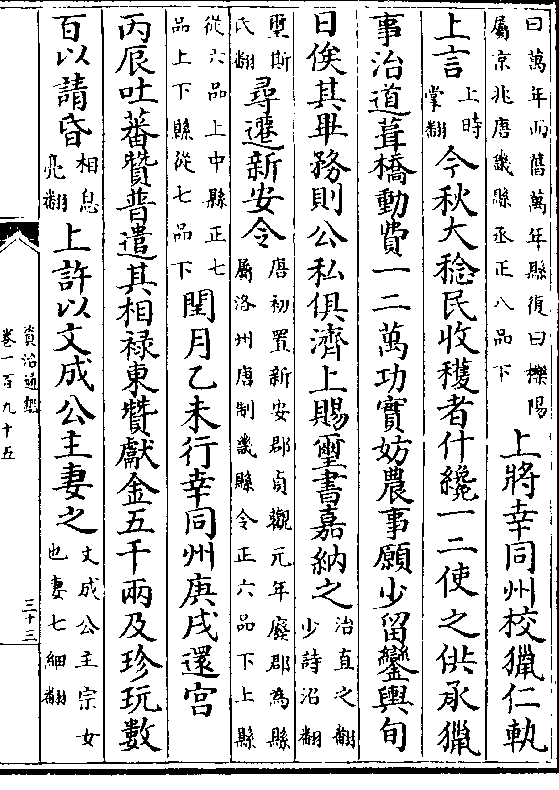 曰萬年而舊萬年縣復曰櫟陽
屬京兆唐畿縣丞正八品下
上將幸同州校獵仁軌
上言
上時
掌翻
今秋大稔民收穫者什纔一二使之供承獵
事治道葺橋動費一二萬功實妨農事願少留鑾輿旬
日俟其畢務則公私俱濟上賜璽書嘉納之
治直之翻
少詩沼翻
璽斯
氏翻
尋遷新安令
唐初置新安郡貞觀元年廢郡為縣
屬洛州唐制畿縣令正六品下上縣
從六品上中縣正七
品上下縣從七品下
閏月乙未行幸同州庚戌還宮
丙辰吐蕃贊普遣其相禄東贊獻金五千兩及珍玩數
百以請昏
相息
亮翻
上許以文成公主妻之
文成公主宗女
也妻七細翻
資治通鑑
卷一百九十五
三十三